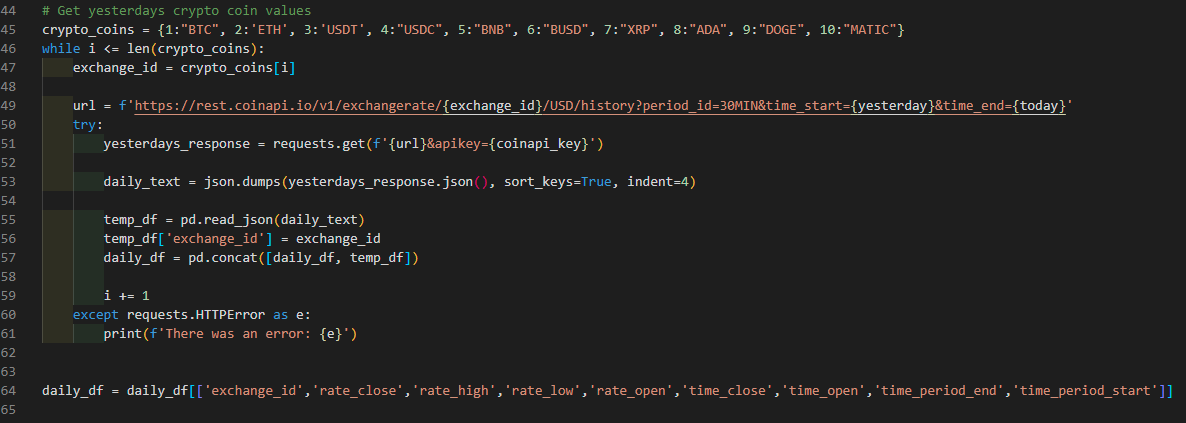 44 # Get yesterdays crypto coin values
45 crypto_coins = {1:"BTC", 2:'ETH', 3:'USDT', 4:"USDC", 5:"BNB", 6:"BUSD", 7:"XRP", 8:"ADA", 9:"DOGE", 10:"MATIC"}
46 while i <= len(crypto_coins):
47     exchange_id = crypto_coins[i]
48
49     url = f'https://rest.coinapi.io/v1/exchangerate/{exchange_id}/USD/history?period_id=30MIN&time_start={yesterday}&time_end={today}'
50     try:
51         yesterdays_response = requests.get(f'{url}&apikey={coinapi_key}')
52
53         daily_text = json.dumps(yesterdays_response.json(), sort_keys=True, indent=4)
54
55         temp_df = pd.read_json(daily_text)
56         temp_df['exchange_id'] = exchange_id
57         daily_df = pd.concat([daily_df, temp_df])
58
59         i += 1
60     except requests.HTTPError as e:
61         print(f'There was an error: {e}')
62
63
64 daily_df = daily_df[['exchange_id','rate_close','rate_high','rate_low','rate_open','time_close','time_open','time_period_end','time_period_start']]
65